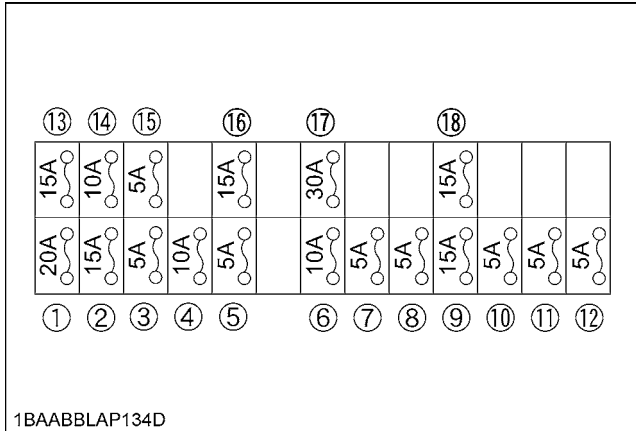 ⑬ ⑭ ⑮ ⑯ ⑰ ⑱
15A 10A 5A 15A 30A 15A
20A 15A 5A 10A 5A 10A 5A 5A 15A 5A 5A 5A
① ② ③ ④ ⑤ ⑥ ⑦ ⑧ ⑨ ⑩ ⑪ ⑫
1BAABBLAP134D